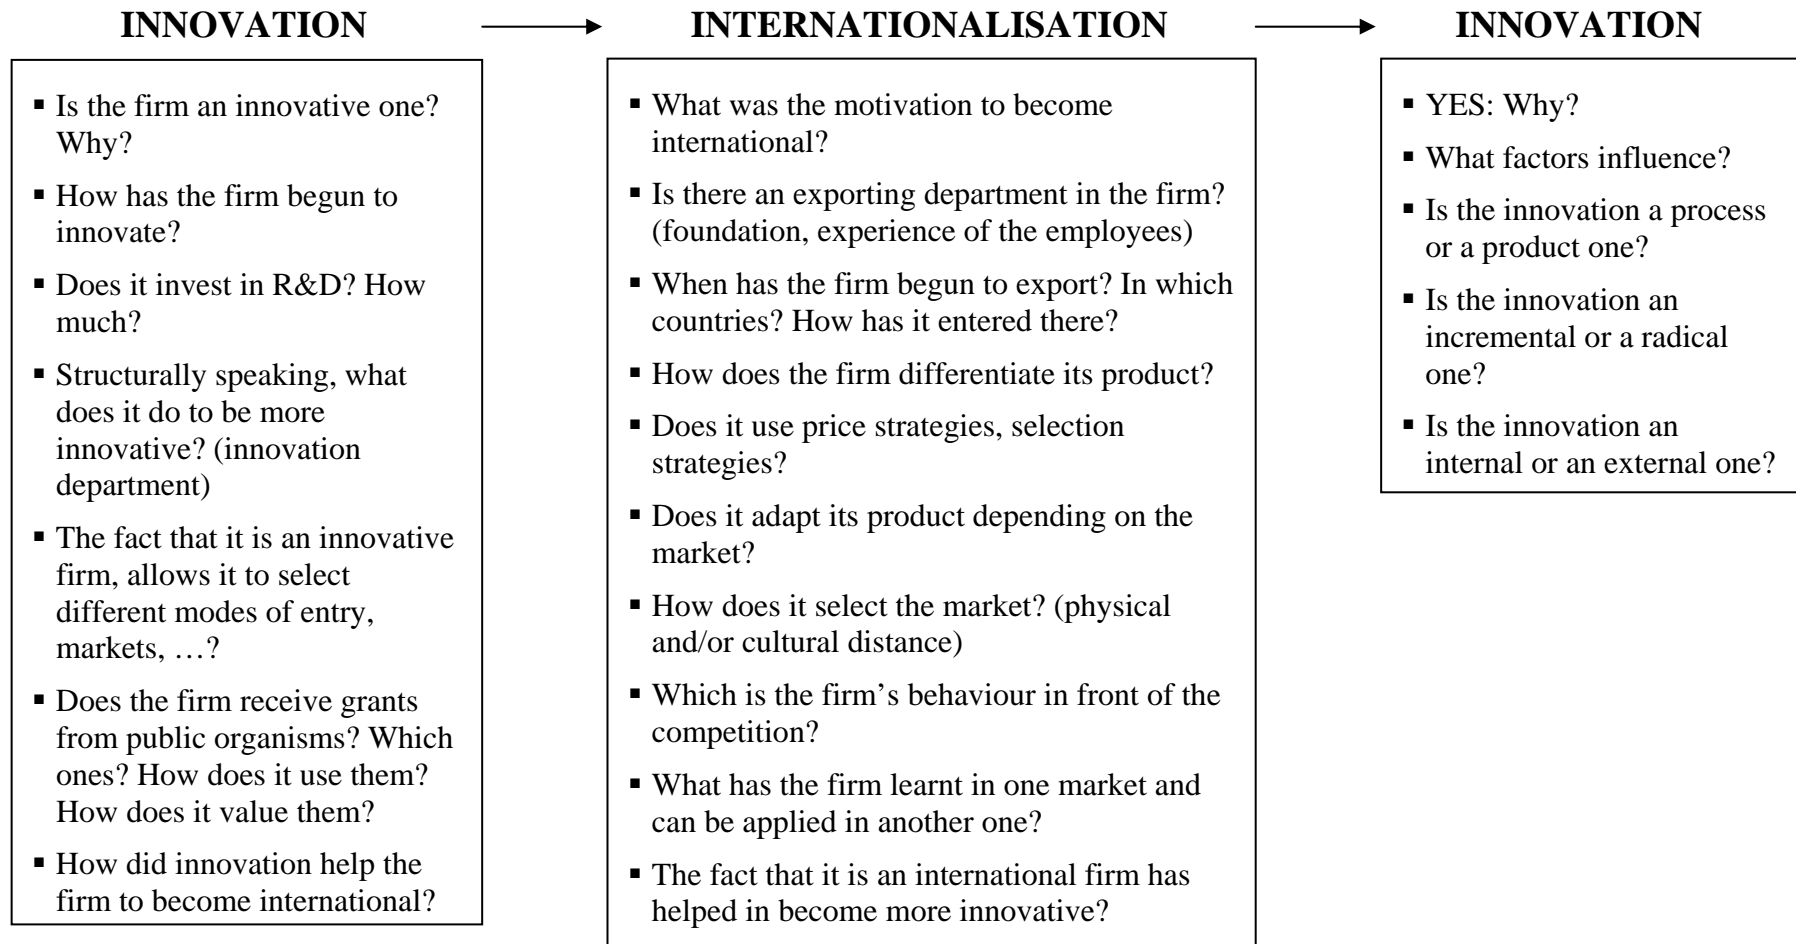 INNOVATION
INTERNATIONALISATION
INNOVATION
▪ Is the firm an innovative one?
Why?
▪ How has the firm begun to
innovate?
▪ Does it invest in R&D? How
much?
▪ Structurally speaking, what
does it do to be more
innovative? (innovation
department)
▪ The fact that it is an innovative
firm, allows it to select
different modes of entry,
markets, …?
▪ Does the firm receive grants
from public organisms? Which
ones? How does it use them?
How does it value them?
▪ How did innovation help the
firm to become international?
▪ What was the motivation to become
international?
▪ Is there an exporting department in the firm?
(foundation, experience of the employees)
▪ When has the firm begun to export? In which
countries? How has it entered there?
▪ How does the firm differentiate its product?
▪ Does it use price strategies, selection
strategies?
▪ Does it adapt its product depending on the
market?
▪ How does it select the market? (physical
and/or cultural distance)
▪ Which is the firm’s behaviour in front of the
competition?
▪ What has the firm learnt in one market and
can be applied in another one?
▪ The fact that it is an international firm has
helped in become more innovative?
▪ YES: Why?
▪ What factors influence?
▪ Is the innovation a process
or a product one?
▪ Is the innovation an
incremental or a radical
one?
▪ Is the innovation an
internal or an external one?